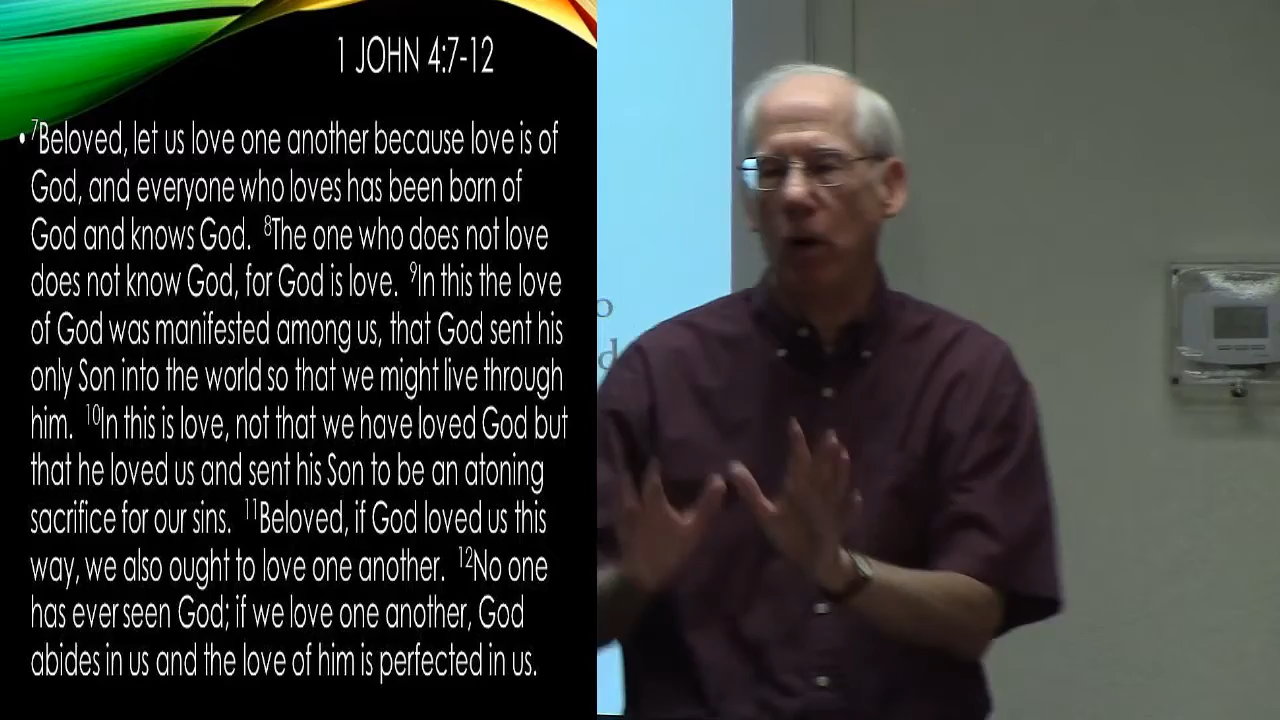 1 JOHN 4:7-12
• ⁷Beloved, let us love one another because love is of
God, and everyone who loves has been born of
God and knows God. ⁸The one who does not love
does not know God, for God is love. ⁹In this the love
of God was manifested among us, that God sent his
only Son into the world so that we might live through
him. ¹⁰In this is love, not that we have loved God but
that he loved us and sent his Son to be an atoning
sacrifice for our sins. ¹¹Beloved, if God loved us this
way, we also ought to love one another. ¹²No one
has ever seen God; if we love one another, God
abides in us and the love of him is perfected in us.
o
d